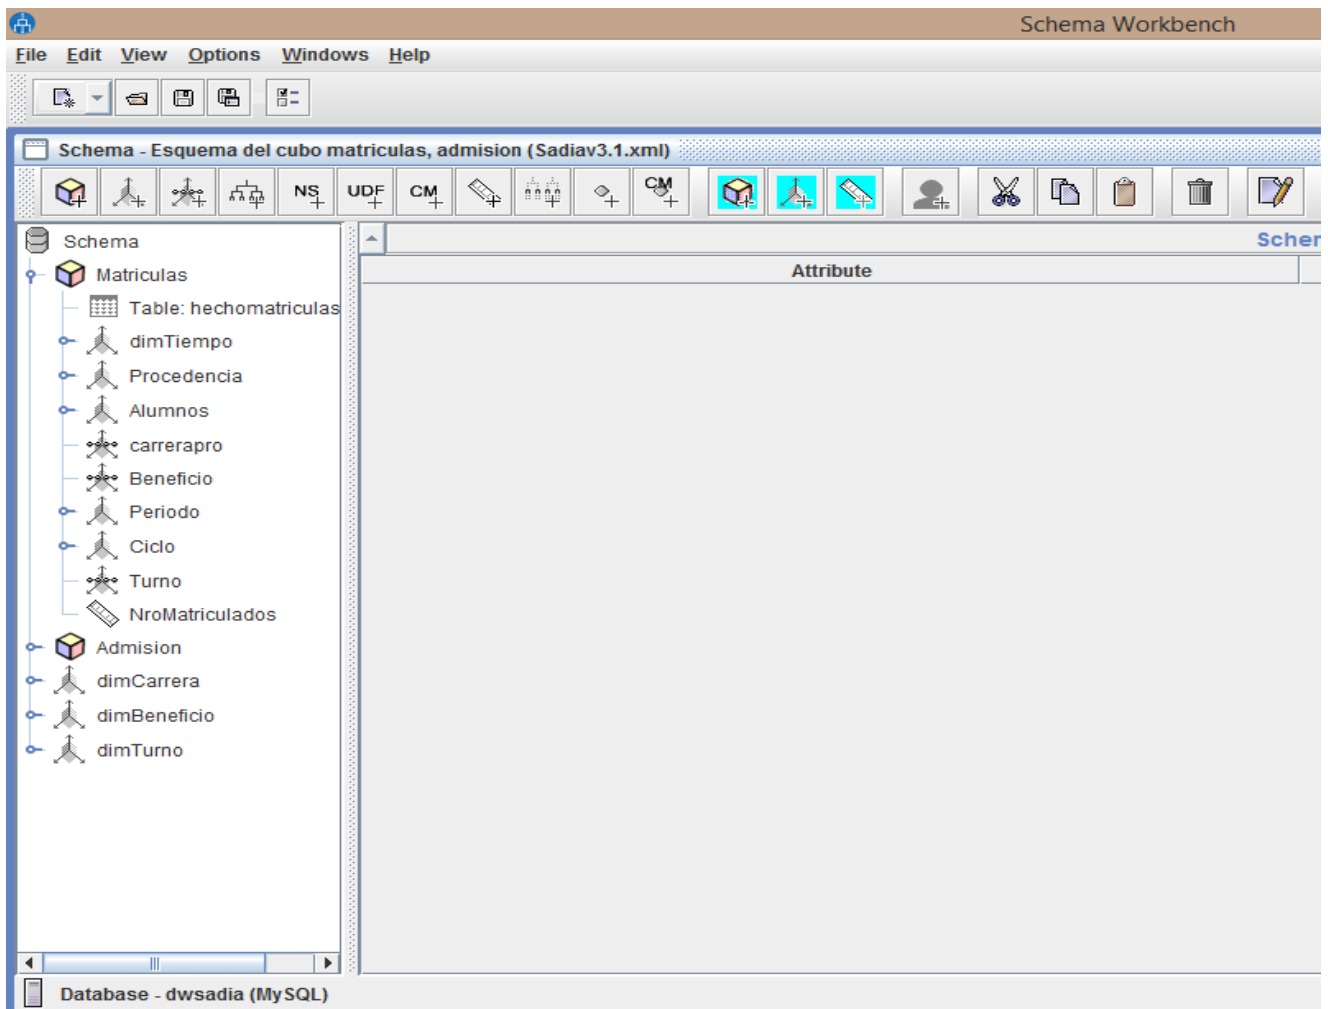 Schema Workbench
File Edit View Options Windows Help
Schema - Esquema del cubo matriculas, admision (Sadiav3.1.xml)
NS UDF CM CM
Schema
Matriculas
Table: hechomatriculas
dimTiempo
Procedencia
Alumnos
carrerapro
Beneficio
Periodo
Ciclo
Turno
NroMatriculados
Admision
dimCarrera
dimBeneficio
dimTurno
Scher
Attribute
Database - dwsadia (MySQL)